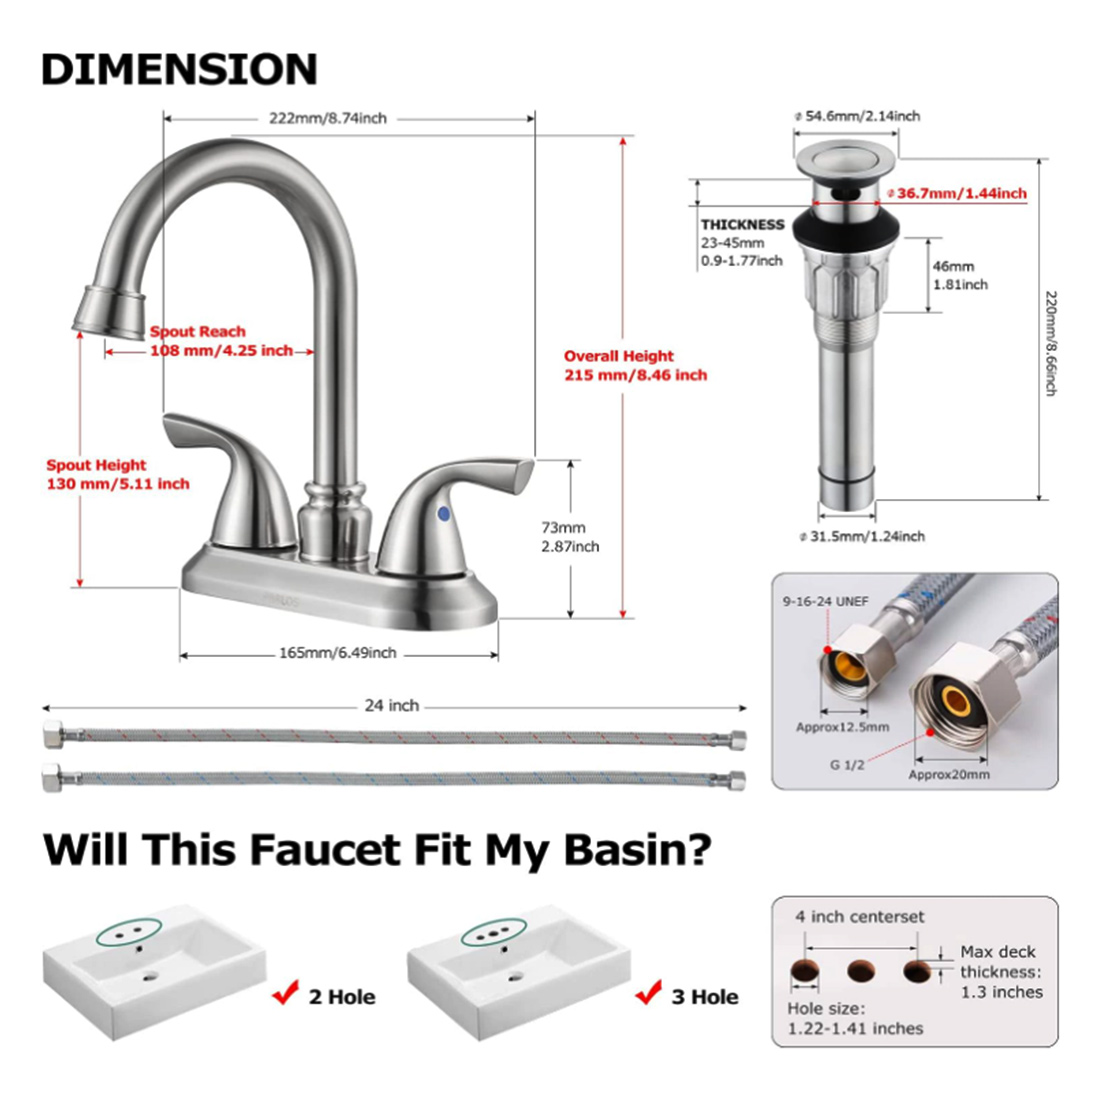 DIMENSION
222mm/8.74inch
ø 54.6mm/2.14inch
ø 36.7mm/1.44inch
THICKNESS
23-45mm
0.9-1.77inch
46mm
1.81inch
220mm/8.66inch
Spout Reach
108 mm/4.25 inch
Overall Height
215 mm/8.46 inch
Spout Height
130 mm/5.11 inch
73mm
2.87inch
ø 31.5mm/1.24inch
165mm/6.49inch
9-16-24 UNEF
Approx12.5mm
G 1/2
Approx20mm
24 inch
Will This Faucet Fit My Basin?
2 Hole
3 Hole
4 inch centerset
Max deck
thickness:
1.3 inches
Hole size:
1.22-1.41 inches